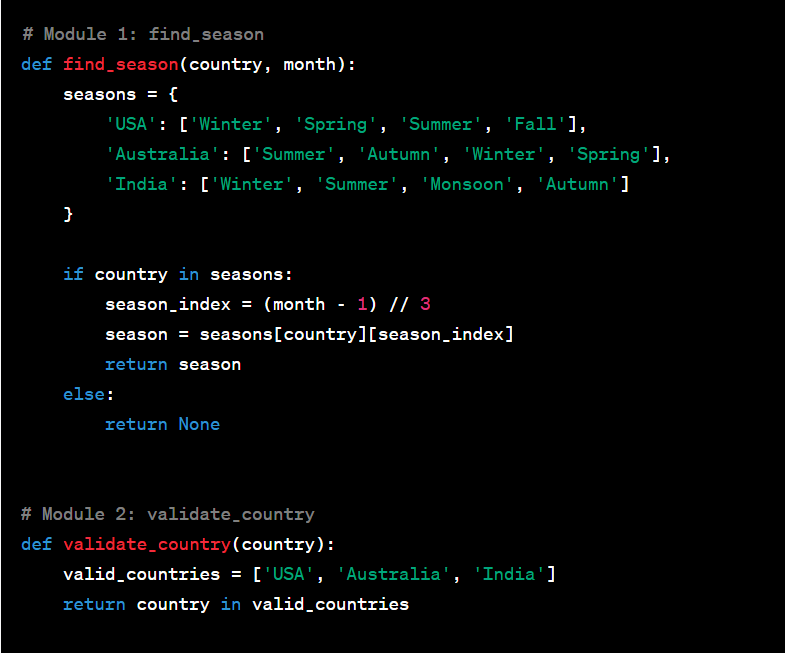 # Module 1: find_season
def find_season(country, month):
    seasons = {
        'USA': ['Winter', 'Spring', 'Summer', 'Fall'],
        'Australia': ['Summer', 'Autumn', 'Winter', 'Spring'],
        'India': ['Winter', 'Summer', 'Monsoon', 'Autumn']
    }
    if country in seasons:
        season_index = (month - 1) // 3
        season = seasons[country][season_index]
        return season
    else:
        return None
# Module 2: validate_country
def validate_country(country):
    valid_countries = ['USA', 'Australia', 'India']
    return country in valid_countries